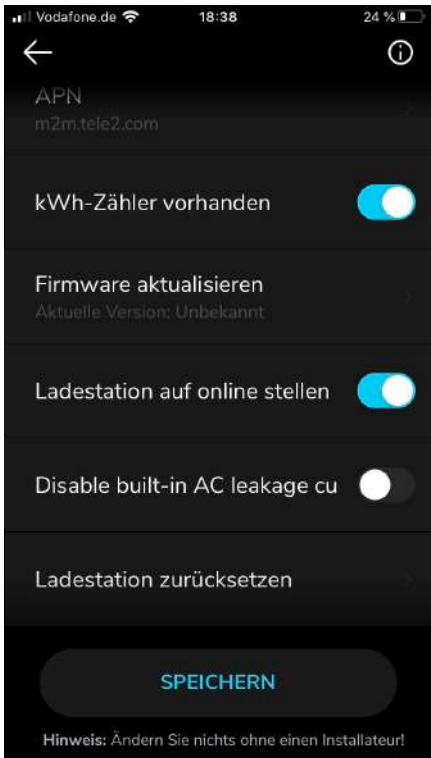 Vodafone.de 18:38 24 %
APN
m2m.tele2.com
kWh-Zähler vorhanden
Firmware aktualisieren
Aktuelle Version: Unbekannt
Ladestation auf online stellen
Disable built-in AC leakage cu
Ladestation zurücksetzen
SPEICHERN
Hinweis: Ändern Sie nichts ohne einen Installateur!